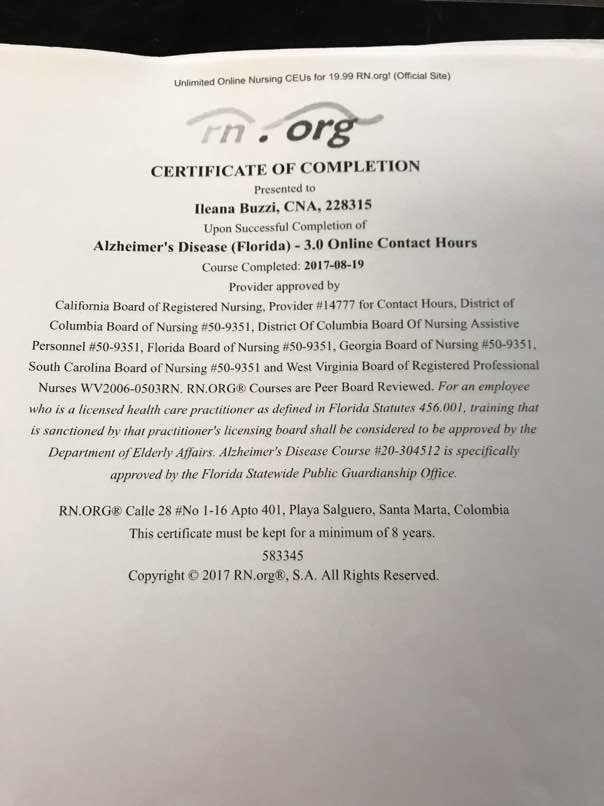 Unlimited Online Nursing CEUs for 19.99 RN.org! (Official Site)
rn.org
CERTIFICATE OF COMPLETION
Presented to
Ileana Buzzi, CNA, 228315
Upon Successful Completion of
Alzheimer's Disease (Florida) - 3.0 Online Contact Hours
Course Completed: 2017-08-19
Provider approved by
California Board of Registered Nursing, Provider #14777 for Contact Hours, District of
Columbia Board of Nursing #50-9351, District Of Columbia Board Of Nursing Assistive
Personnel #50-9351, Florida Board of Nursing #50-9351, Georgia Board of Nursing #50-9351,
South Carolina Board of Nursing #50-9351 and West Virginia Board of Registered Professional
Nurses WV2006-0503RN. RN.ORG® Courses are Peer Board Reviewed. For an employee
who is a licensed health care practitioner as defined in Florida Statutes 456.001, training that
is sanctioned by that practitioner's licensing board shall be considered to be approved by the
Department of Elderly Affairs. Alzheimer's Disease Course #20-304512 is specifically
approved by the Florida Statewide Public Guardianship Office.
RN.ORG® Calle 28 #No 1-16 Apto 401, Playa Salguero, Santa Marta, Colombia
This certificate must be kept for a minimum of 8 years.
583345
Copyright © 2017 RN.org®, S.A. All Rights Reserved.